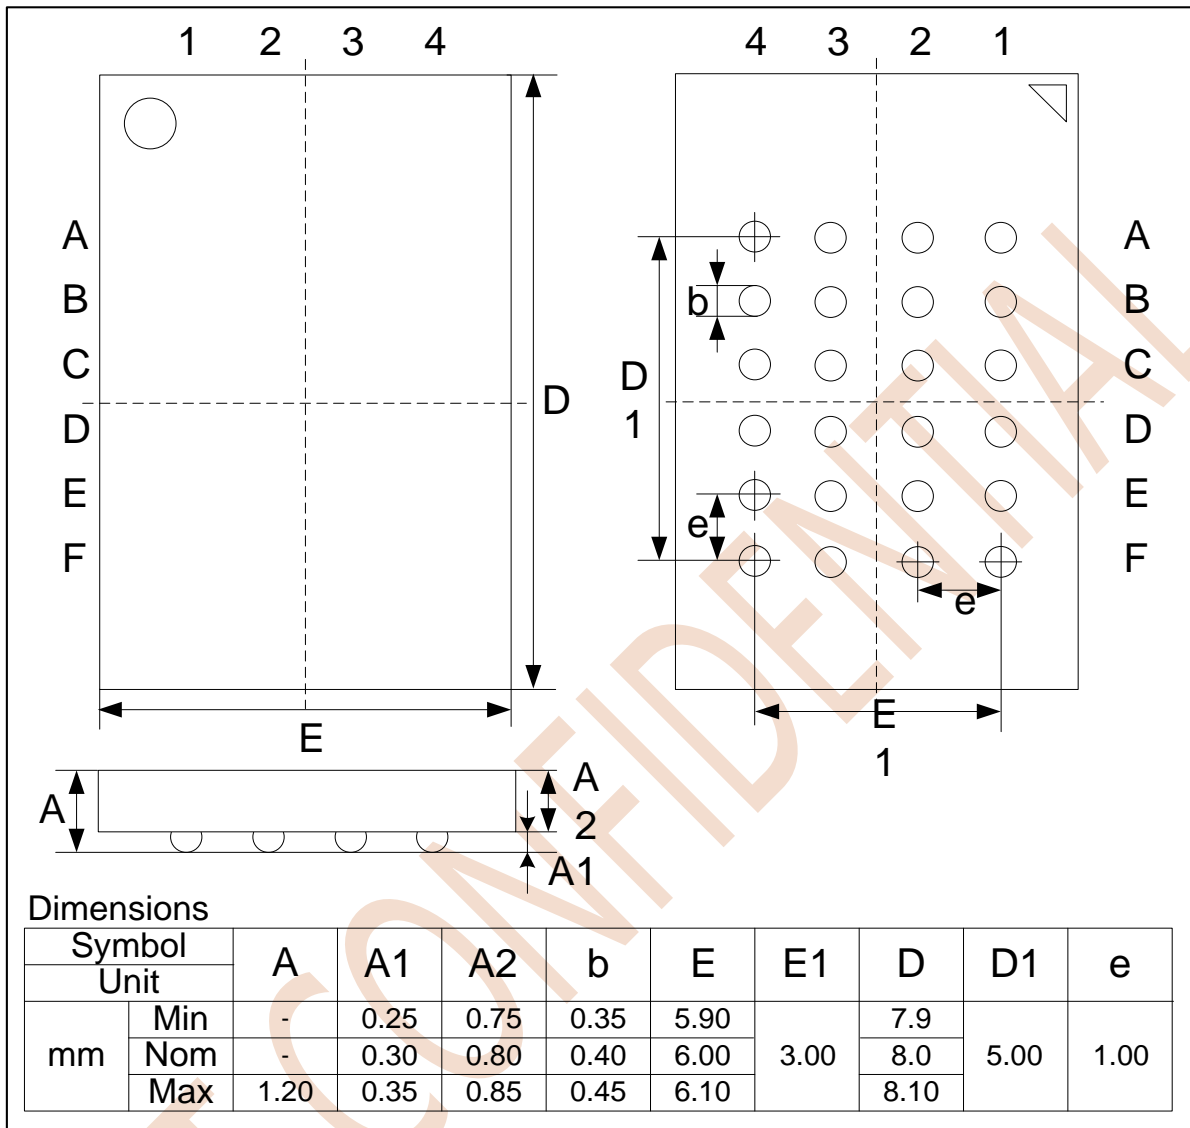 1 2 3 4
4 3 2 1
A
B
C
D
E
F
D
E
A
B
C
D
E
F
b
D
1
e
e
E
1
A
A
2
A1
Dimensions
Symbol A A1 A2 b E E1 D D1 e
Unit
mm Min - 0.25 0.75 0.35 5.90 3.00 7.9 5.00 1.00
Nom - 0.30 0.80 0.40 6.00 8.0
Max 1.20 0.35 0.85 0.45 6.10 8.10
CONFIDENTIAL